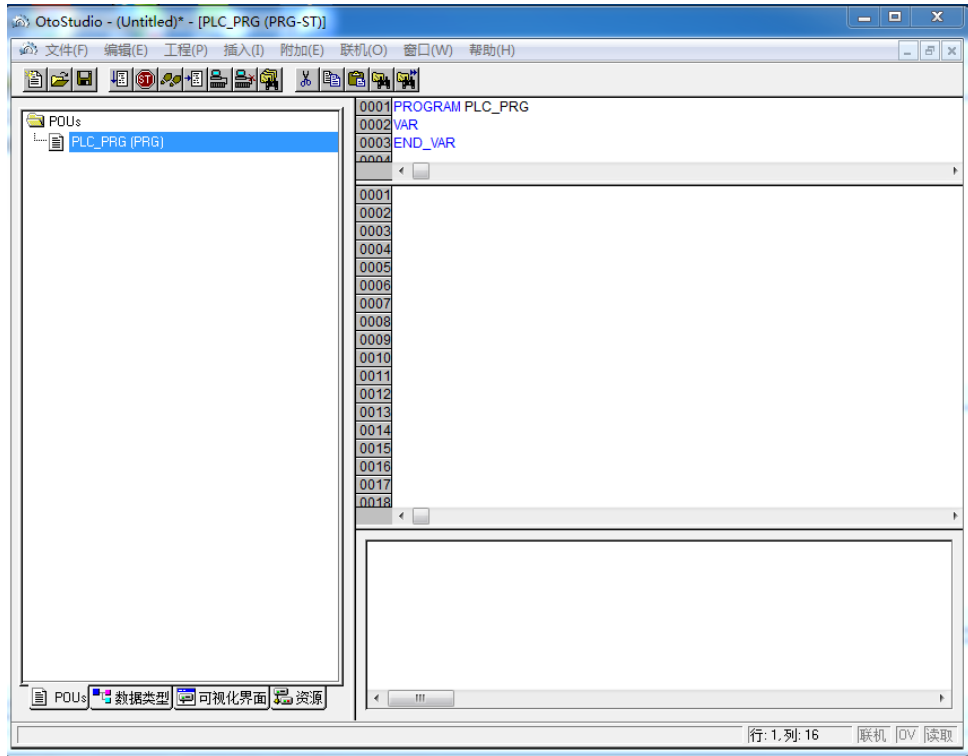 OtoStudio - (Untitled)* - [PLC_PRG (PRG-ST)]
文件(F) 编辑(E) 工程(P) 插入(I) 附加(E) 联机(O) 窗口(W) 帮助(H)
POUs
PLC_PRG (PRG)
0001 PROGRAM PLC_PRG
0002 VAR
0003 END_VAR
0004
0001
0002
0003
0004
0005
0006
0007
0008
0009
0010
0011
0012
0013
0014
0015
0016
0017
0018
POUs 数据类型 可视化界面 资源
行: 1, 列: 16 联机 OV 读取